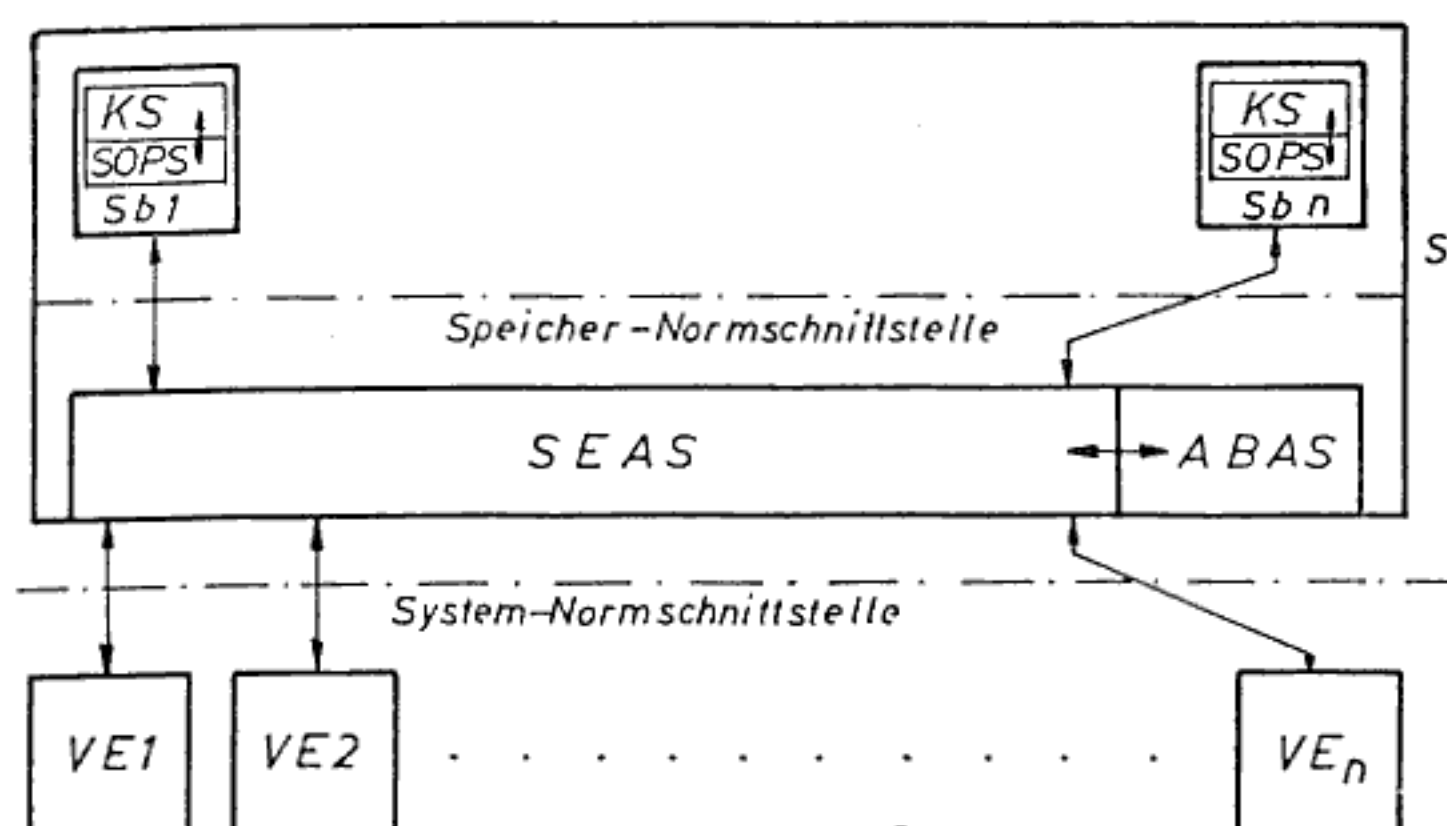 KS
SOPS
Sb1
KS
SOPS
Sb n
S
Speicher-Normschnittstelle
SEAS
ABAS
System-Normschnittstelle
VE1
VE2
. . . . . . . . . .
VEn